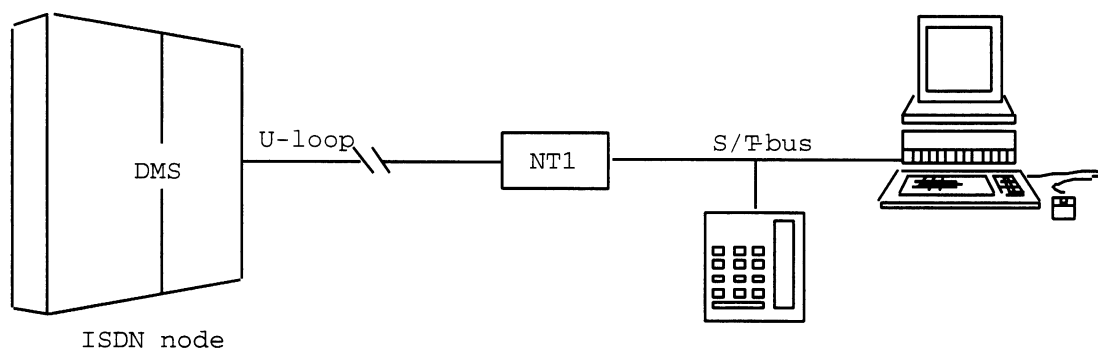 U-loop
S/T-bus
NT1
DMS
ISDN node